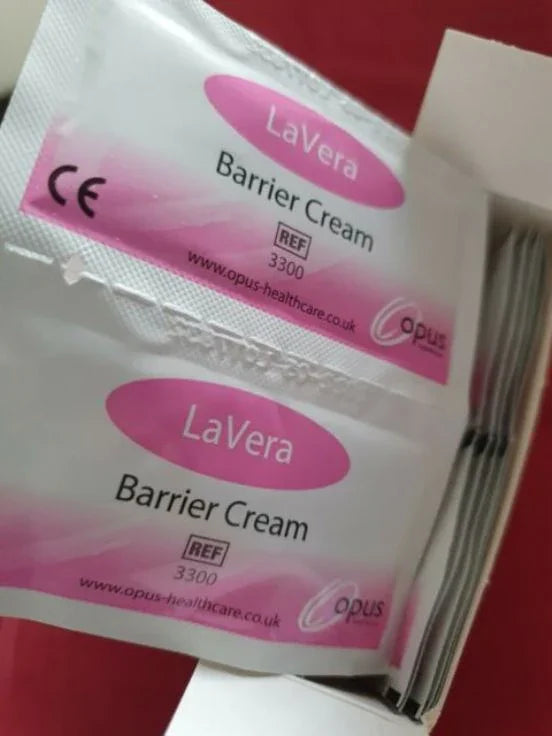 LaVera
Barrier Cream
CE
REF
3300
www.opus-healthcare.co.uk
opus
LaVera
Barrier Cream
REF
3300
www.opus-healthcare.co.uk
opus